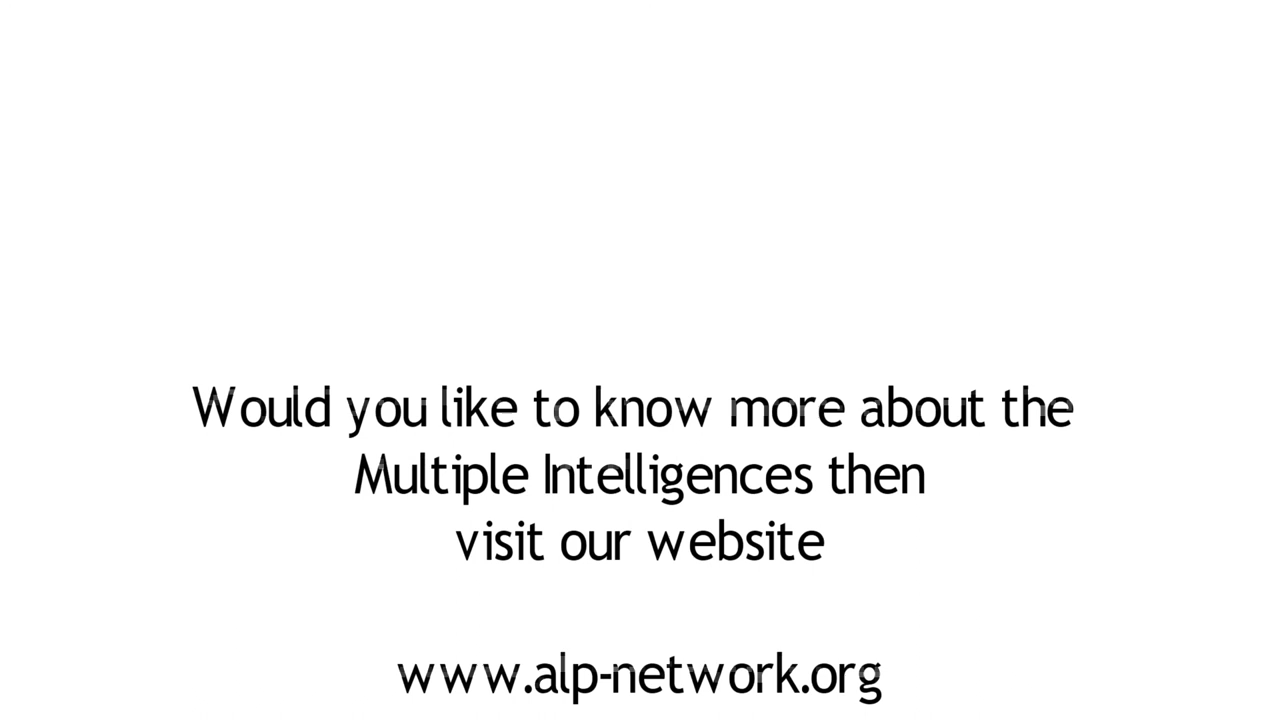 Would you like to know more about the
Multiple Intelligences then
visit our website
www.alp-network.org